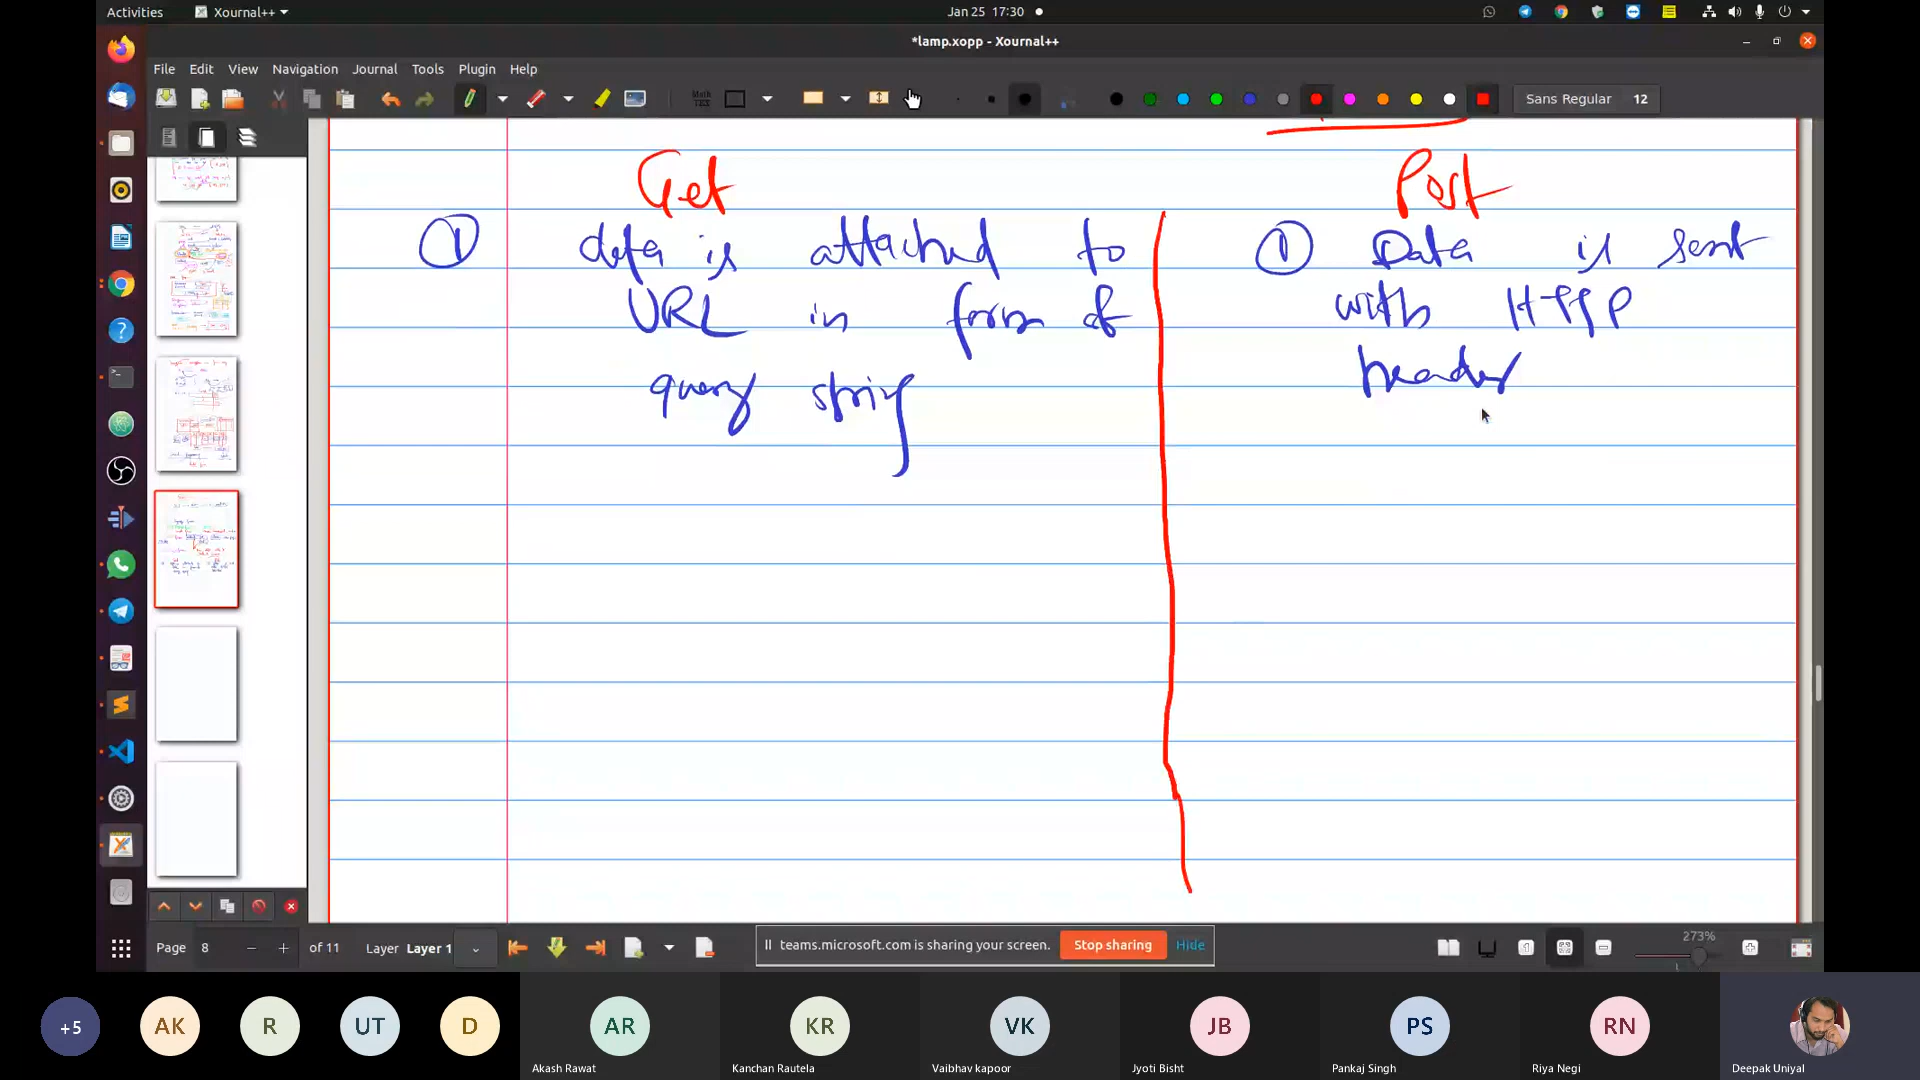 Activities Xournal++ Jan 25 17:30
*lamp.xopp - Xournal++
File Edit View Navigation Journal Tools Plugin Help
Sans Regular 12
Get Post
① data is attached to
URL in form of
query string
① Data is sent
with HTTP
header
Page 8 of 11 Layer Layer 1
teams.microsoft.com is sharing your screen. Stop sharing Hide
273%
+5 AK R UT D AR KR VK JB PS RN
Akash Rawat Kanchan Rautela Vaibhav kapoor Jyoti Bisht Pankaj Singh Riya Negi Deepak Uniyal